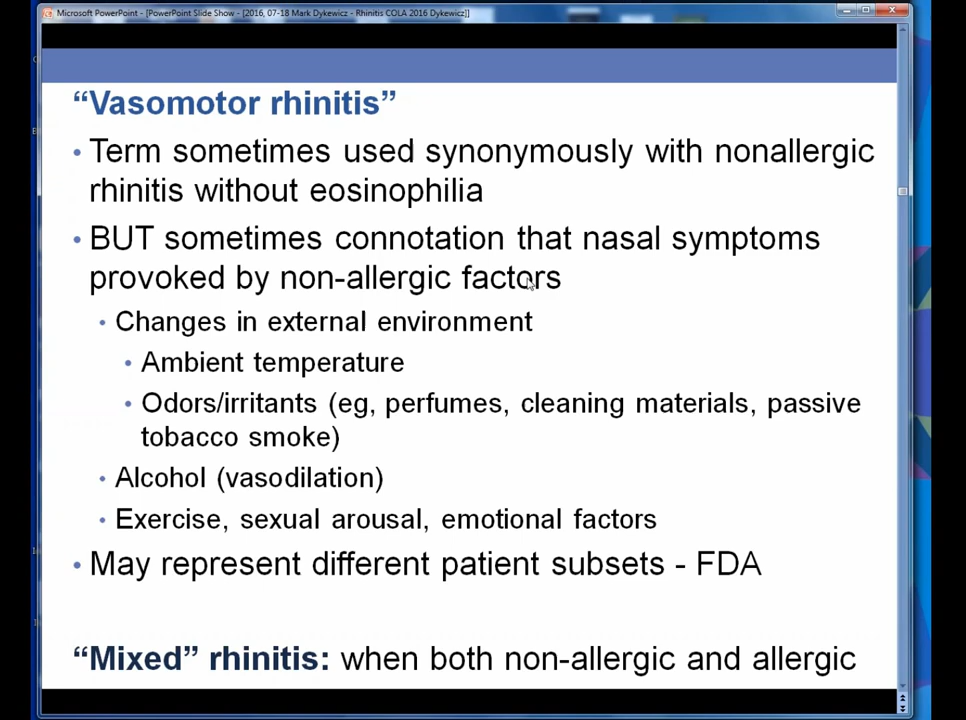 Microsoft PowerPoint - [PowerPoint Slide Show - [2016, 07-18 Mark Dykewicz - Rhinitis COLA 2016 Dykewicz]]
“Vasomotor rhinitis”
• Term sometimes used synonymously with nonallergic
rhinitis without eosinophilia
• BUT sometimes connotation that nasal symptoms
provoked by non-allergic factors
• Changes in external environment
• Ambient temperature
• Odors/irritants (eg, perfumes, cleaning materials, passive
tobacco smoke)
• Alcohol (vasodilation)
• Exercise, sexual arousal, emotional factors
• May represent different patient subsets - FDA
“Mixed” rhinitis: when both non-allergic and allergic